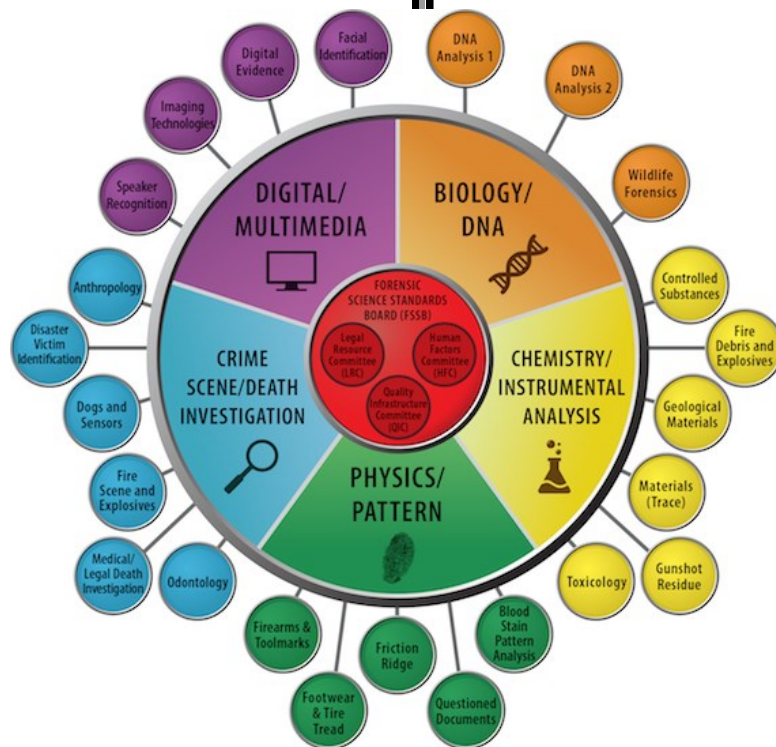 Facial
Identification
DNA
Analysis 1
Digital
Evidence
DNA
Analysis 2
Imaging
Technologies
Speaker
Recognition
Wildlife
Forensics
DIGITAL/
MULTIMEDIA
BIOLOGY/
DNA
Anthropology
Controlled
Substances
FORENSIC
SCIENCE STANDARDS
BOARD (FSSB)
Legal
Resource
Committee
(LRC)
Human
Factors
Committee
(HFC)
Quality
Infrastructure
Committee
(QIC)
Disaster
Victim
Identification
Fire
Debris and
Explosives
CRIME
SCENE/DEATH
INVESTIGATION
CHEMISTRY/
INSTRUMENTAL
ANALYSIS
Dogs and
Sensors
Geological
Materials
Fire
Scene and
Explosives
Materials
(Trace)
PHYSICS/
PATTERN
Medical/
Legal Death
Investigation
Odontology
Toxicology
Gunshot
Residue
Firearms &
Toolmarks
Friction
Ridge
Blood
Stain
Pattern
Analysis
Footwear
& Tire
Tread
Questioned
Documents